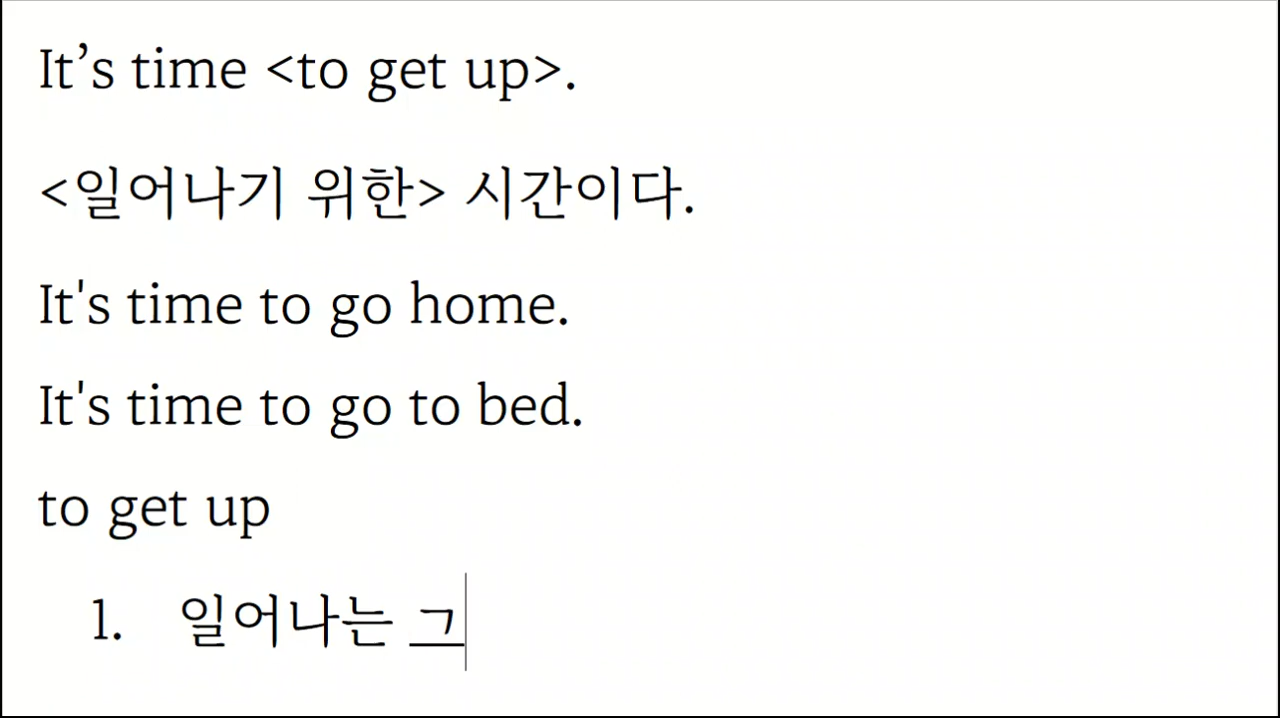 It’s time <to get up>.
<일어나기 위한> 시간이다.
It's time to go home.
It's time to go to bed.
to get up
1. 일어나는 ㄱ